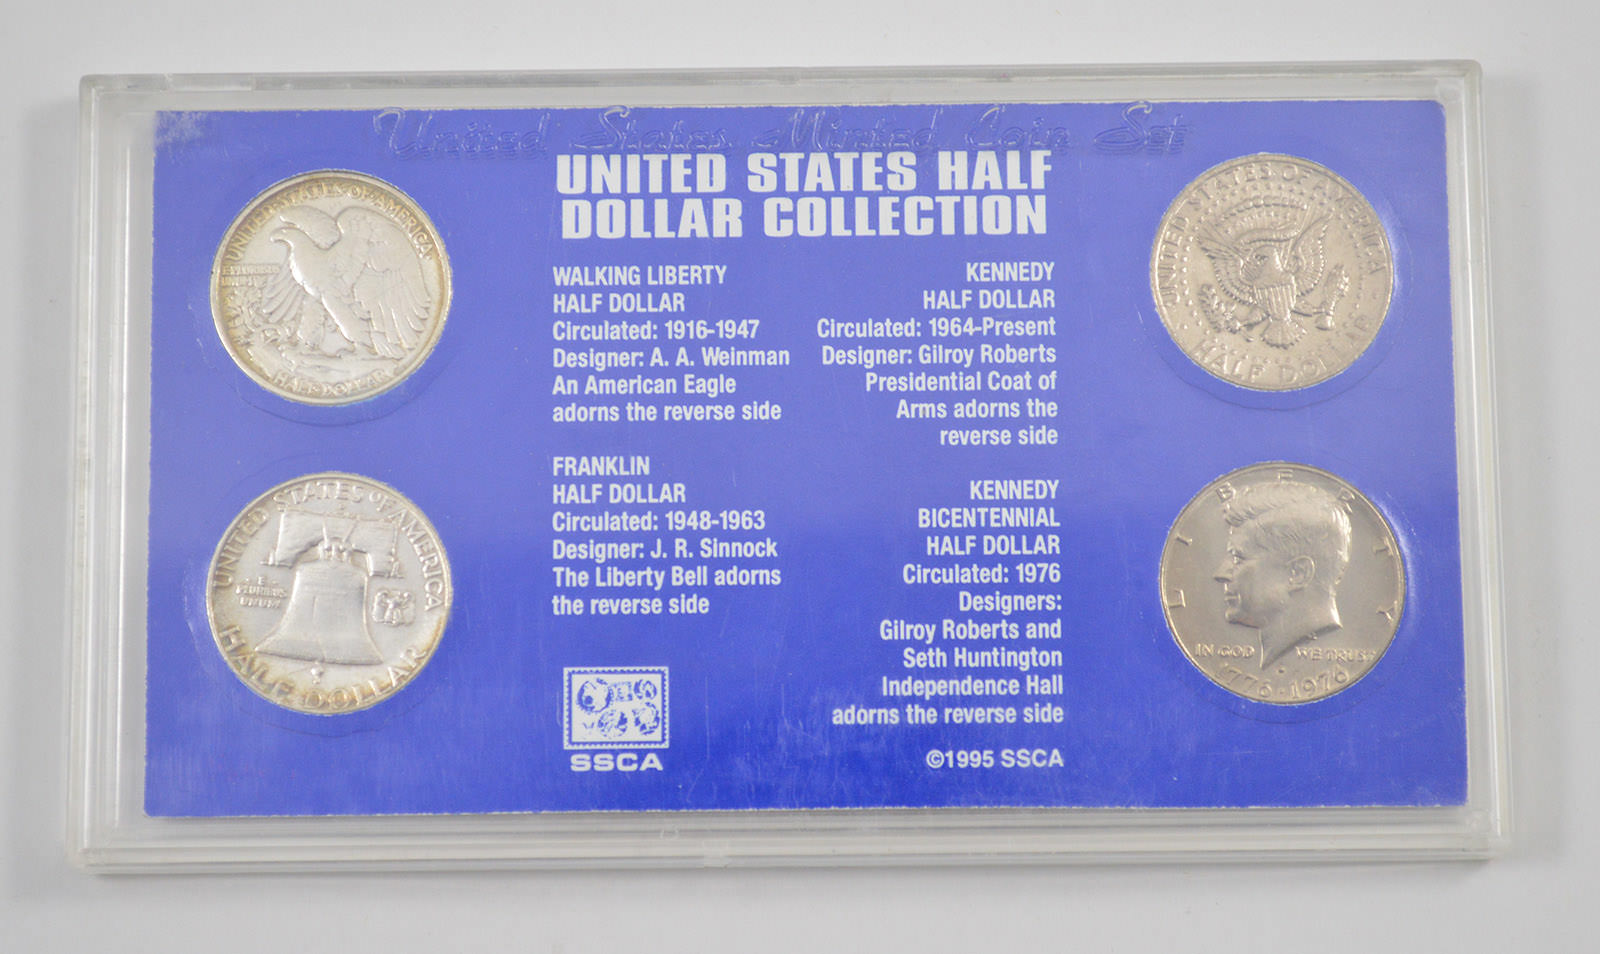 United States Minted Coin Set
UNITED STATES HALF
DOLLAR COLLECTION
WALKING LIBERTY
HALF DOLLAR
Circulated: 1916-1947
Designer: A. A. Weinman
An American Eagle
adorns the reverse side
FRANKLIN
HALF DOLLAR
Circulated: 1948-1963
Designer: J. R. Sinnock
The Liberty Bell adorns
the reverse side
SSCA
KENNEDY
HALF DOLLAR
Circulated: 1964-Present
Designer: Gilroy Roberts
Presidential Coat of
Arms adorns the
reverse side
KENNEDY
BICENTENNIAL
HALF DOLLAR
Circulated: 1976
Designers:
Gilroy Roberts and
Seth Huntington
Independence Hall
adorns the reverse side
©1995 SSCA
UNITED STATES OF AMERICA
E PLURIBUS
UNUM
HALF DOLLAR
UNITED STATES OF AMERICA
E
PLURIBUS
UNUM
HALF DOLLAR
UNITED STATES OF AMERICA
HALF DOLLAR
LIBERTY
IN GOD WE TRUST
1776·1976